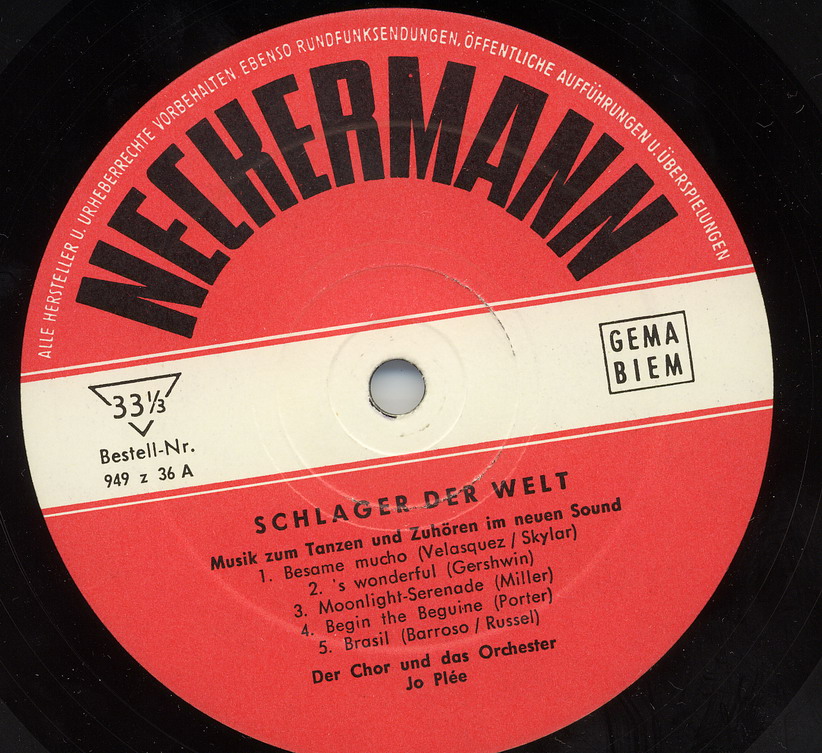 ALLE HERSTELLER U. URHEBERRECHTE VORBEHALTEN EBENSO RUNDFUNKSENDUNGEN, ÖFFENTLICHE AUFFÜHRUNGEN U. ÜBERSPIELUNGEN
NECKERMANN
GEMA
BIEM
33 1/3
Bestell-Nr.
949 z 36 A
SCHLAGER DER WELT
Musik zum Tanzen und Zuhören im neuen Sound
1. Besame mucho (Velasquez / Skylar)
2. 's wonderful (Gershwin)
3. Moonlight-Serenade (Miller)
4. Begin the Beguine (Porter)
5. Brasil (Barroso / Russel)
Der Chor und das Orchester
Jo Plée